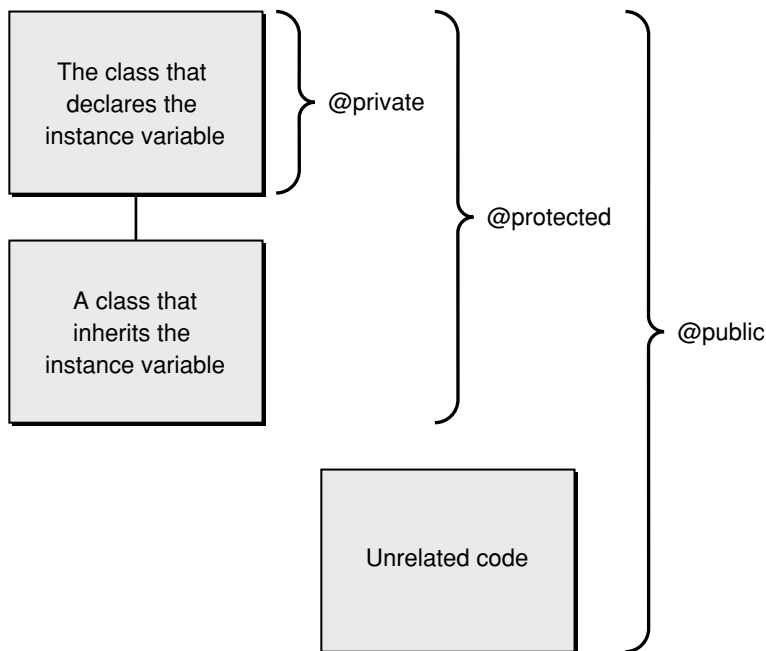 The class that
declares the
instance variable
@private
@protected
A class that
inherits the
instance variable
@public
Unrelated code